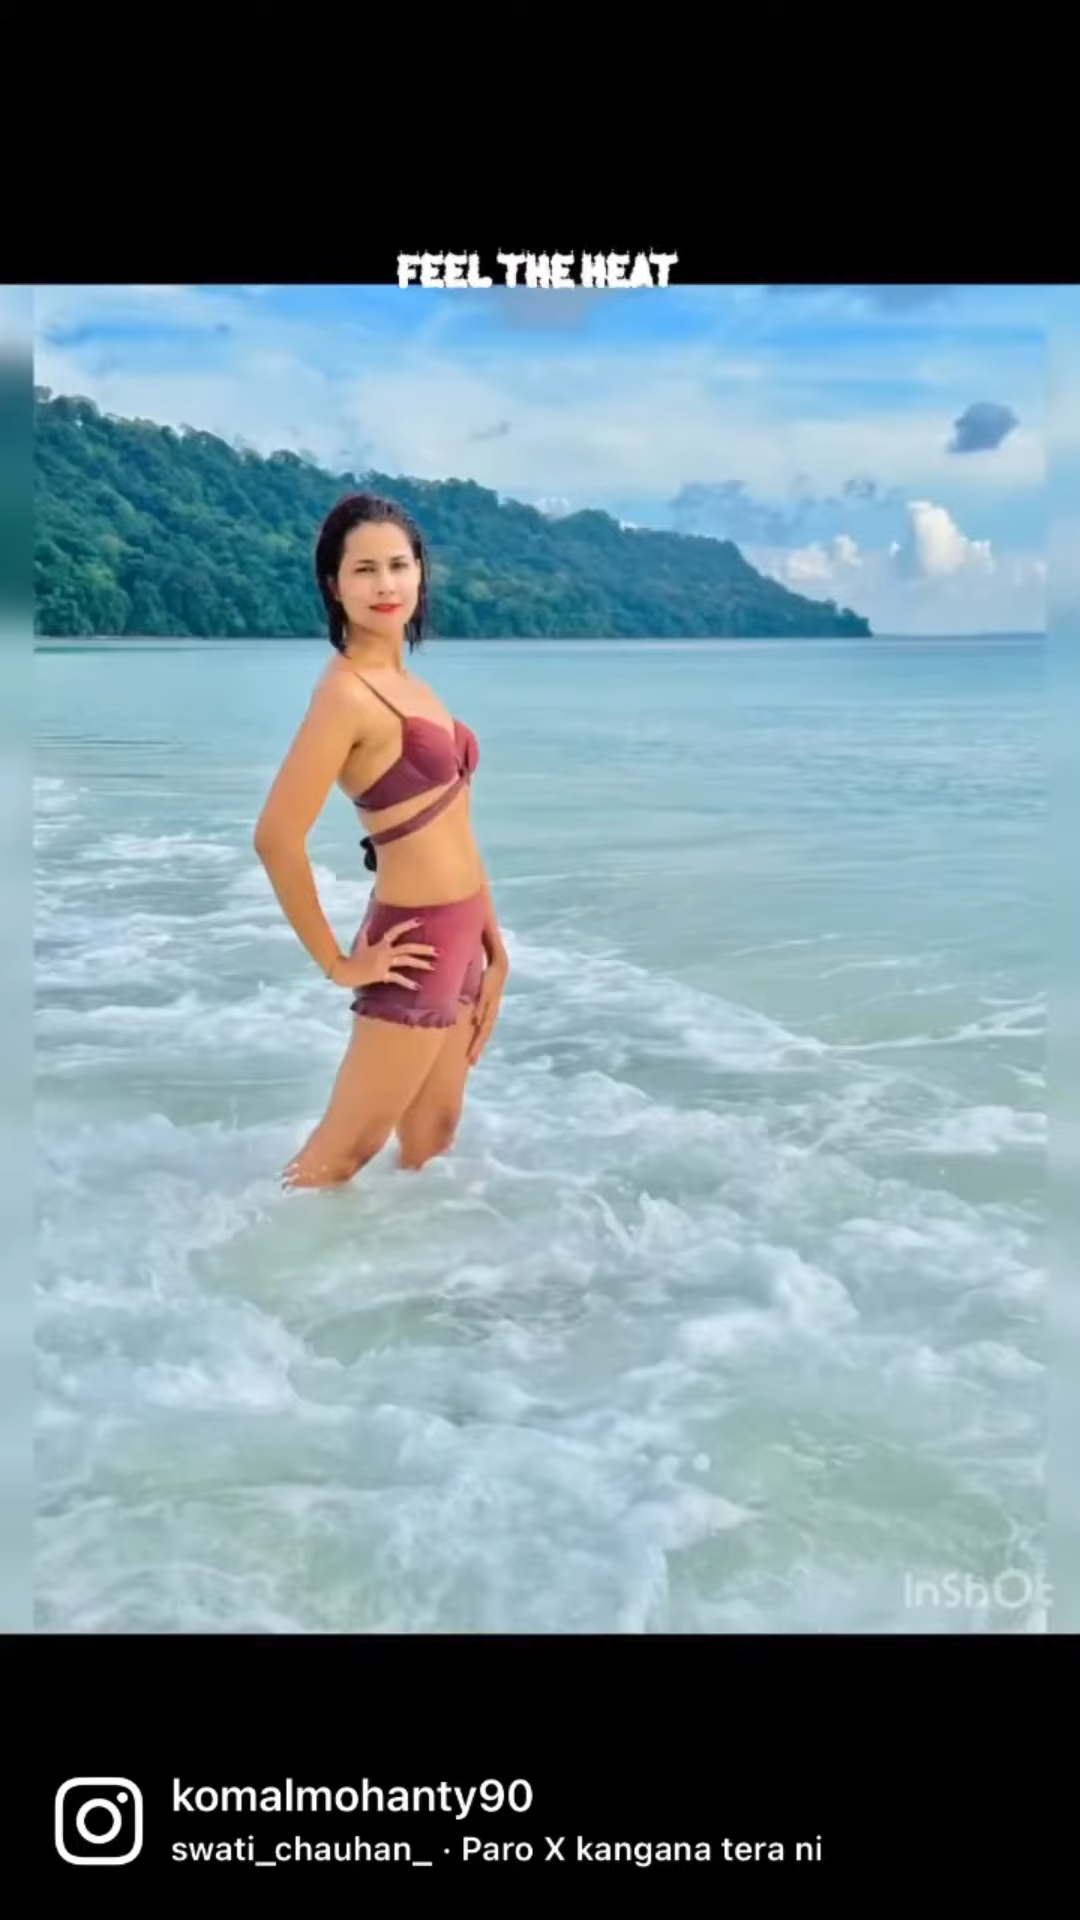 FEEL THE HEAT
InShOt
komalmohanty90
swati_chauhan_ · Paro X kangana tera ni